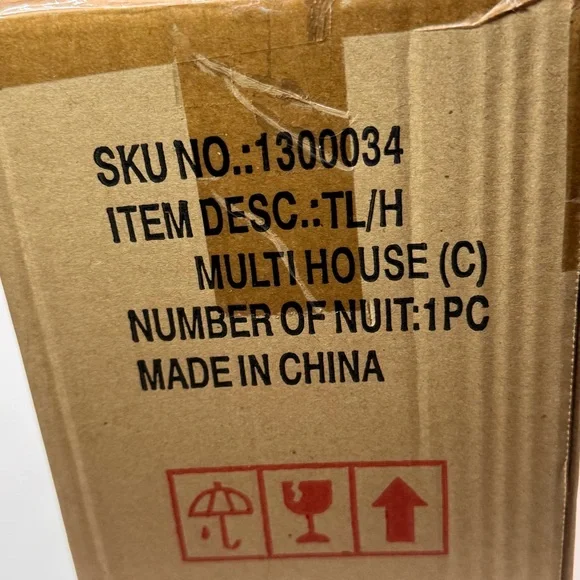 SKU NO.:1300034
ITEM DESC.:TL/H
MULTI HOUSE (C)
NUMBER OF NUIT:1PC
MADE IN CHINA